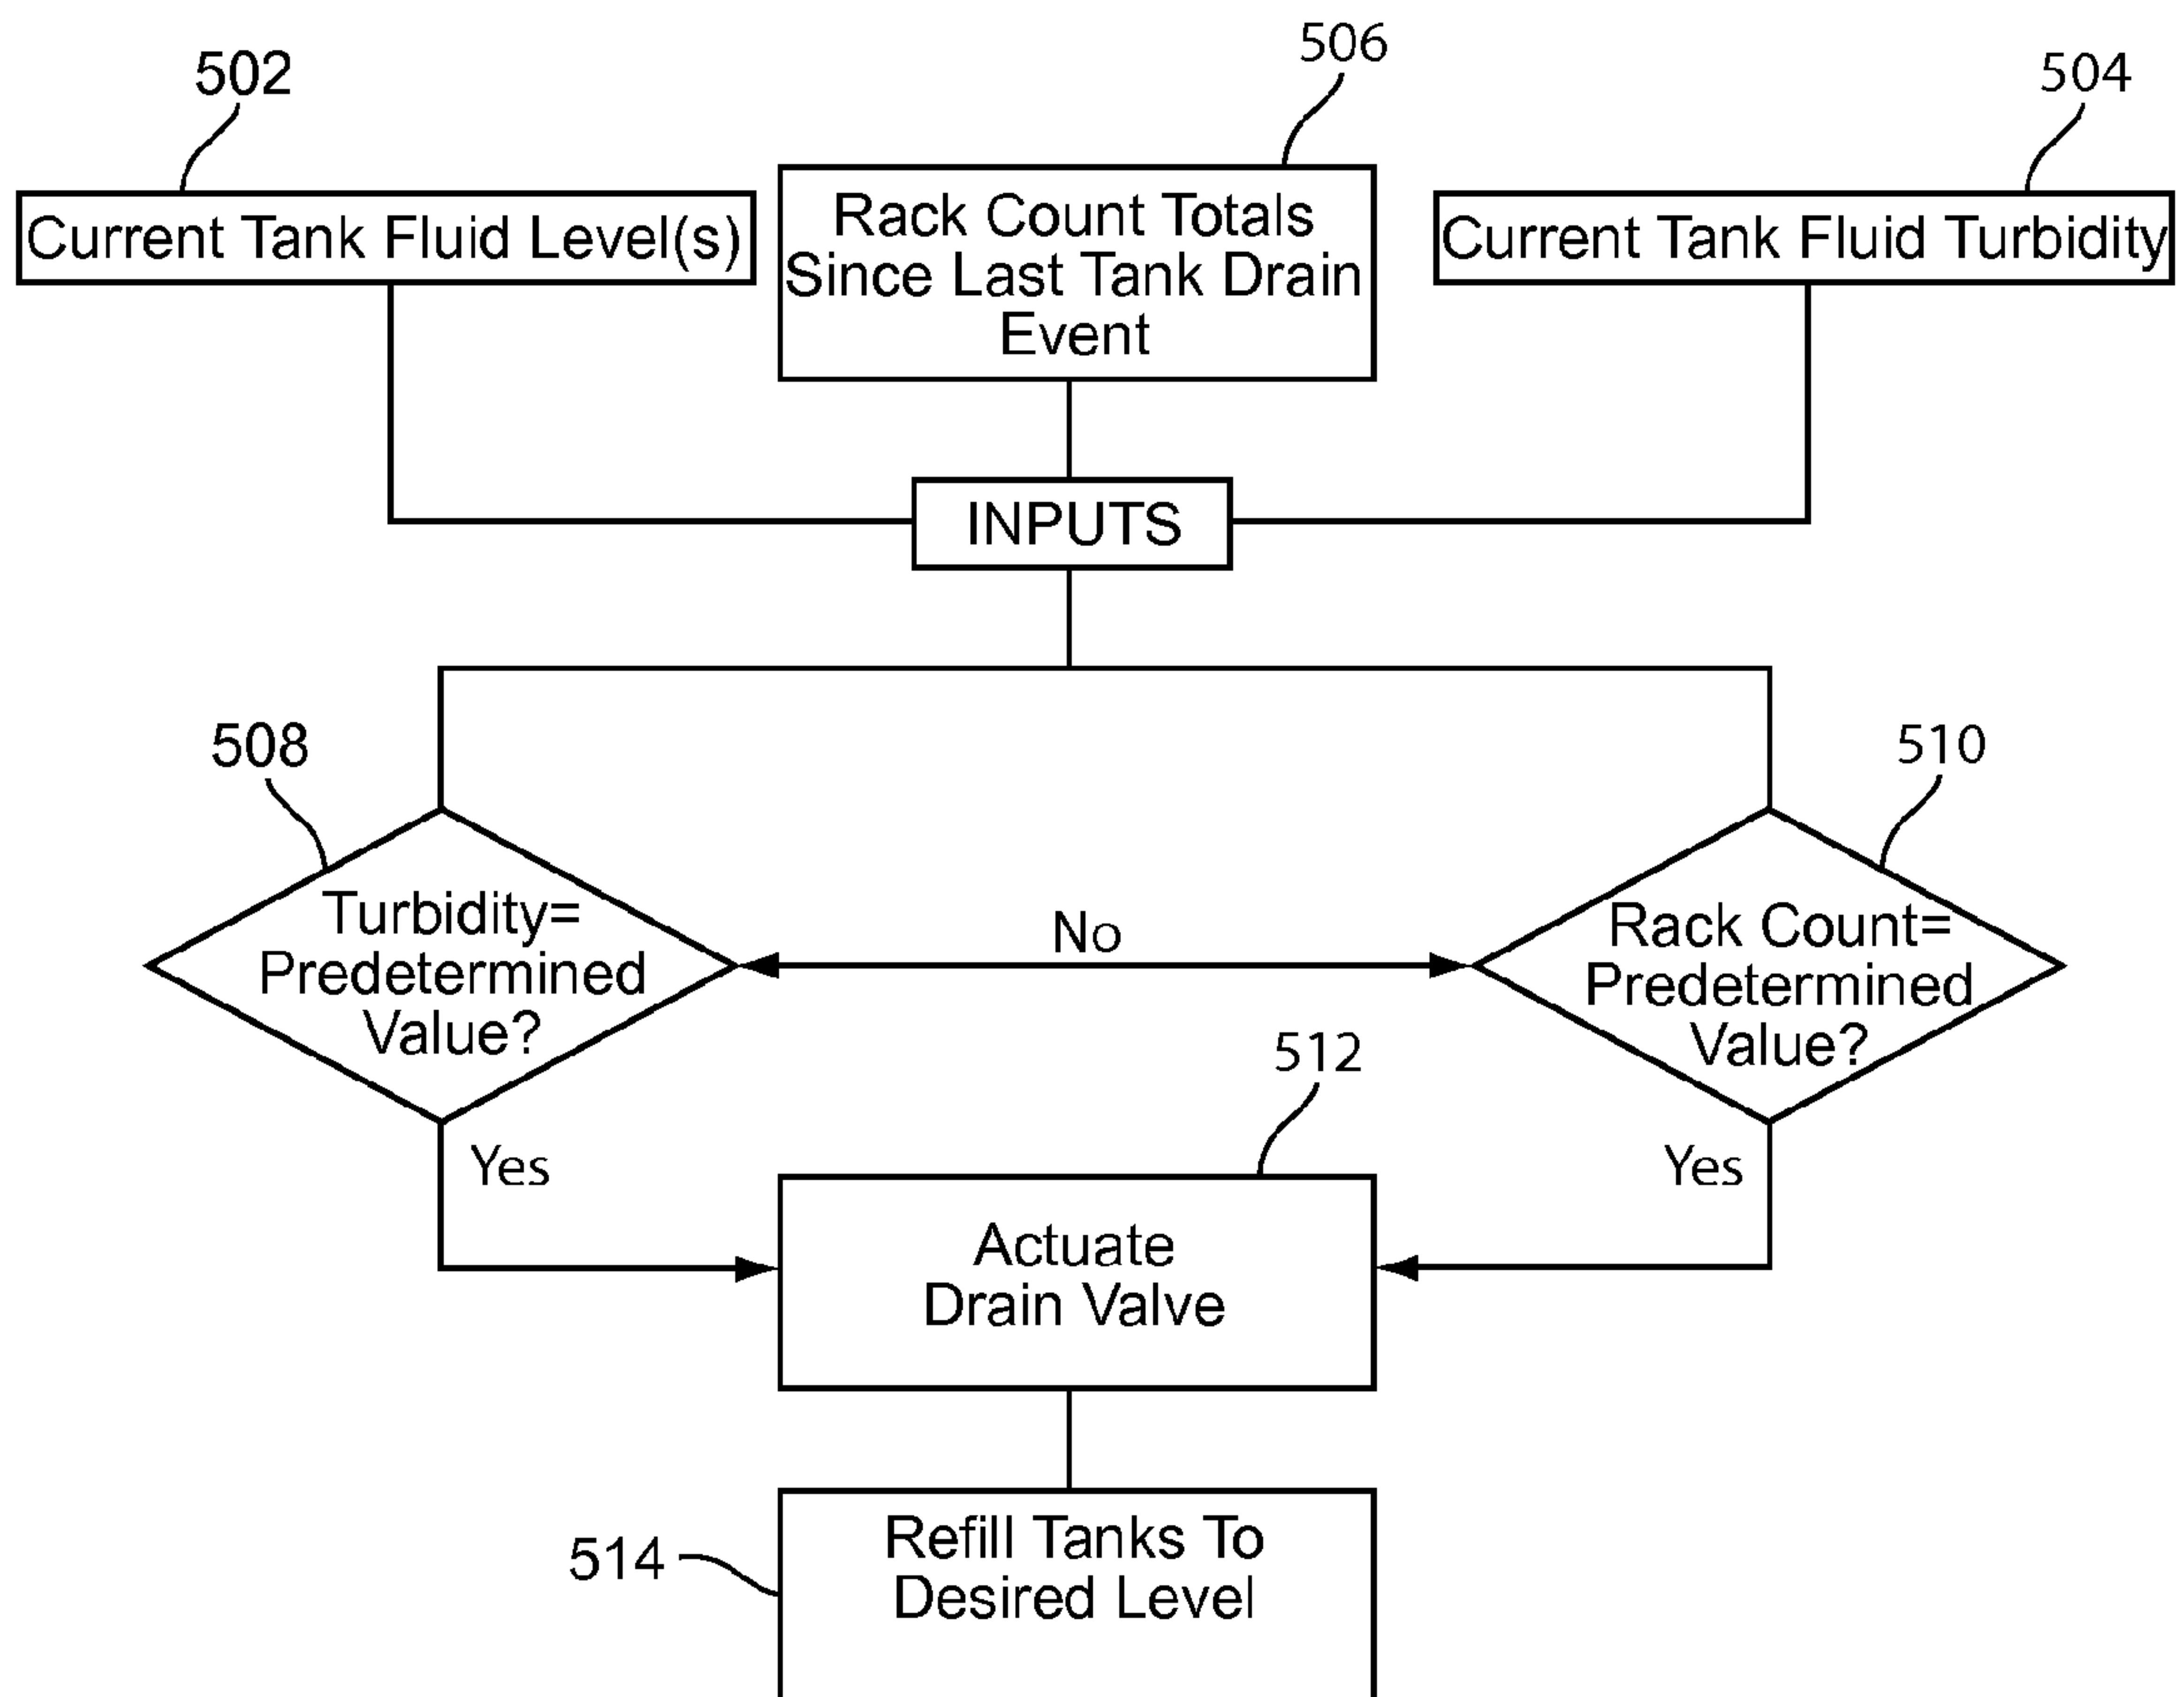 502
506
504
Current Tank Fluid Level(s)
Rack Count Totals
Since Last Tank Drain
Event
Current Tank Fluid Turbidity
INPUTS
508
510
Turbidity=
Predetermined
Value?
No
Rack Count=
Predetermined
Value?
512
Yes
Yes
Actuate
Drain Valve
514
Refill Tanks To
Desired Level